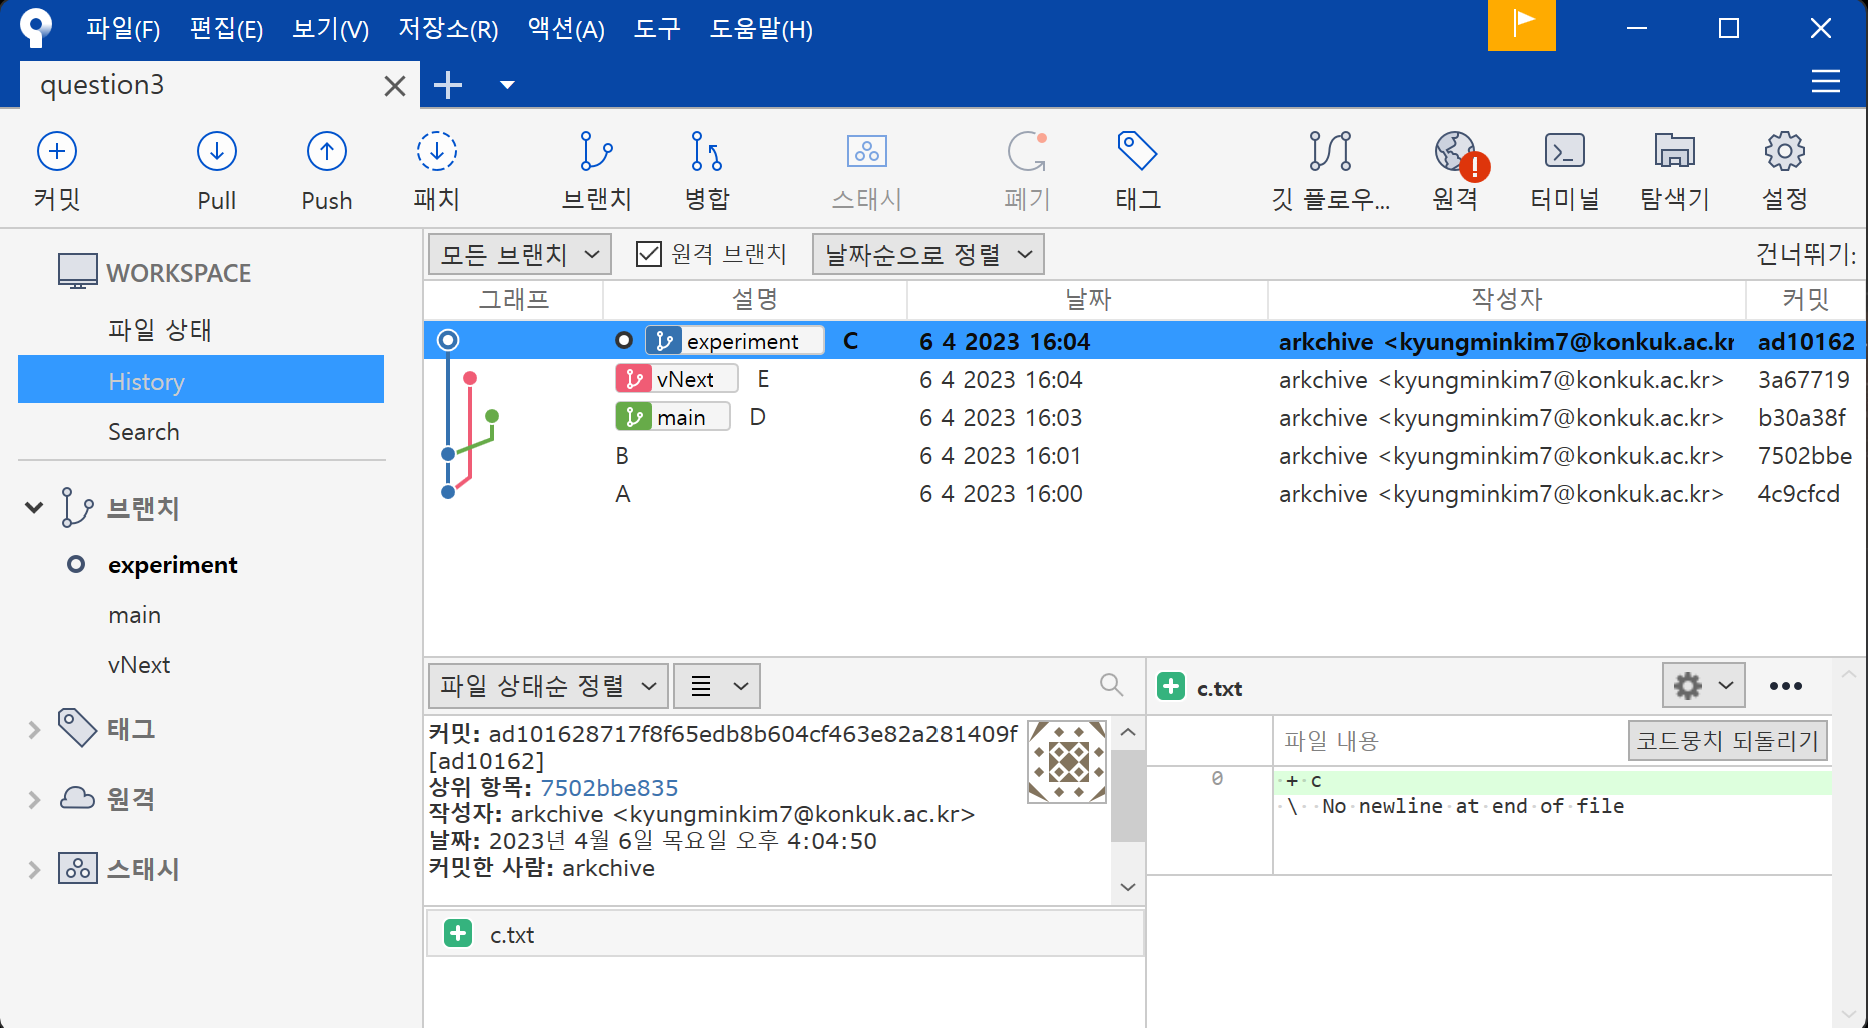 파일(F) 편집(E) 보기(V) 저장소(R) 액션(A) 도구 도움말(H)
question3
커밋 Pull Push 패치 브랜치 병합 스태시 폐기 태그 깃 플로우... 원격 터미널 탐색기 설정
WORKSPACE
파일 상태
History
Search
브랜치
experiment
main
vNext
태그
원격
스태시
모든 브랜치 원격 브랜치 날짜순으로 정렬 건너뛰기:
그래프 설명 날짜 작성자 커밋
experiment C 6 4 2023 16:04 arkchive <kyungminkim7@konkuk.ac.kr ad10162
vNext E 6 4 2023 16:04 arkchive <kyungminkim7@konkuk.ac.kr> 3a67719
main D 6 4 2023 16:03 arkchive <kyungminkim7@konkuk.ac.kr> b30a38f
B 6 4 2023 16:01 arkchive <kyungminkim7@konkuk.ac.kr> 7502bbe
A 6 4 2023 16:00 arkchive <kyungminkim7@konkuk.ac.kr> 4c9cfcd
파일 상태순 정렬
커밋: ad101628717f8f65edb8b604cf463e82a281409f
[ad10162]
상위 항목: 7502bbe835
작성자: arkchive <kyungminkim7@konkuk.ac.kr>
날짜: 2023년 4월 6일 목요일 오후 4:04:50
커밋한 사람: arkchive
c.txt
c.txt
파일 내용 코드뭉치 되돌리기
0 + c
\ No newline at end of file